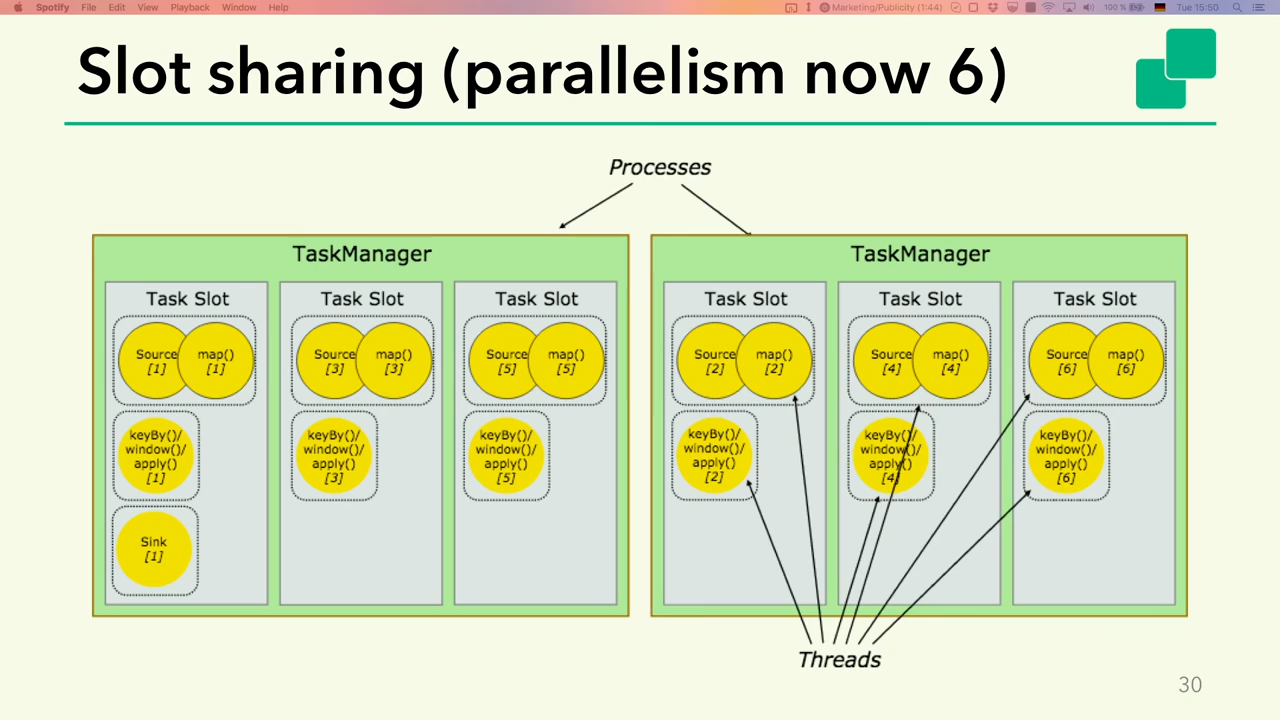 Spotify File Edit View Playback Window Help Marketing/Publicity (1:44) 100 % Tue 15:50
Slot sharing (parallelism now 6)
Processes
TaskManager
Task Slot
Source
[1]
map()
[1]
keyBy()/
window()/
apply()
[1]
Sink
[1]
Task Slot
Source
[3]
map()
[3]
keyBy()/
window()/
apply()
[3]
Task Slot
Source
[5]
map()
[5]
keyBy()/
window()/
apply()
[5]
TaskManager
Task Slot
Source
[2]
map()
[2]
keyBy()/
window()/
apply()
[2]
Task Slot
Source
[4]
map()
[4]
keyBy()/
window()/
apply()
[4]
Task Slot
Source
[6]
map()
[6]
keyBy()/
window()/
apply()
[6]
Threads
30